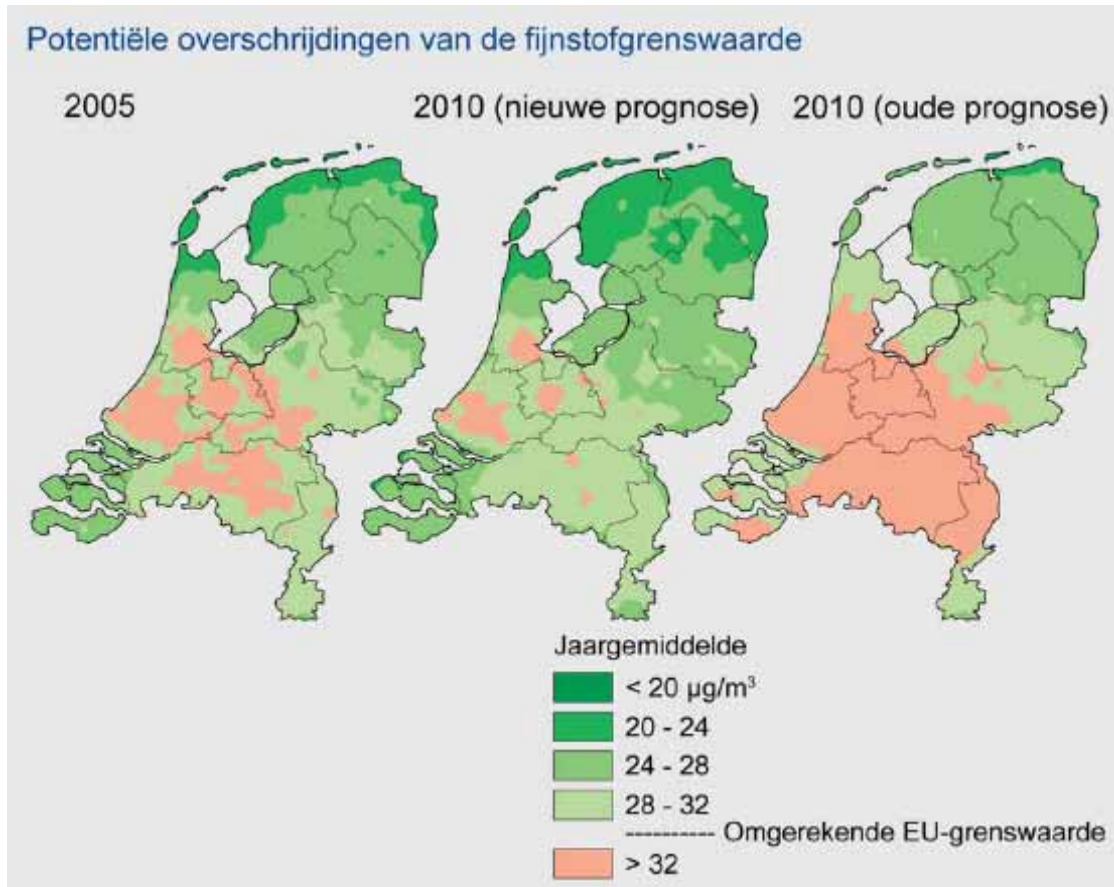 Potentiële overschrijdingen van de fijnstofgrenswaarde
2005
2010 (nieuwe prognose)
2010 (oude prognose)
Jaargemiddelde
< 20 µg/m³
20 - 24
24 - 28
28 - 32
---------- Omgerekende EU-grenswaarde
> 32